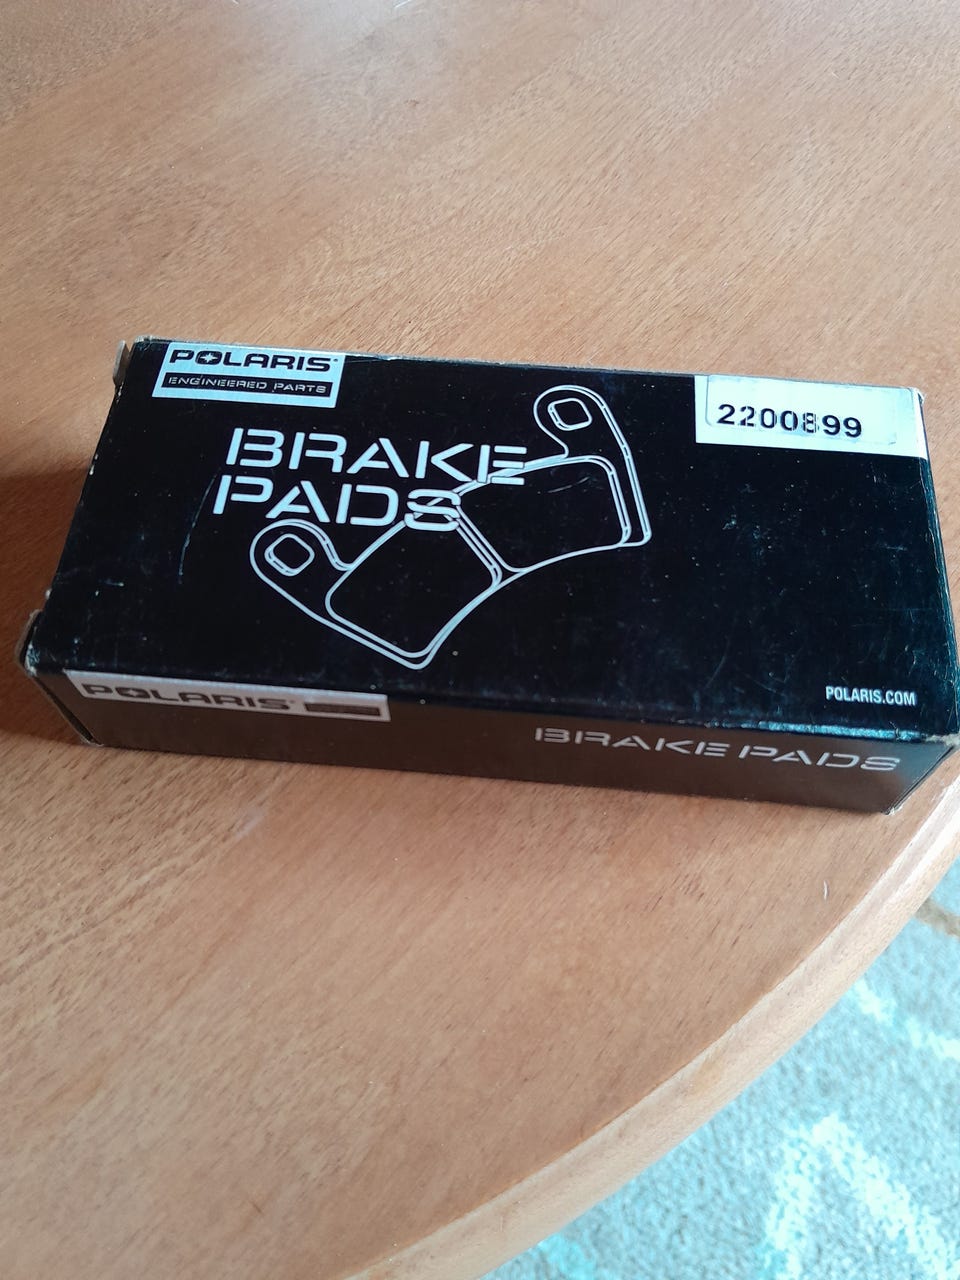 POLARIS
ENGINEERED PARTS
2200899
BRAKE
PADS
POLARIS.COM
POLARIS
BRAKE PADS